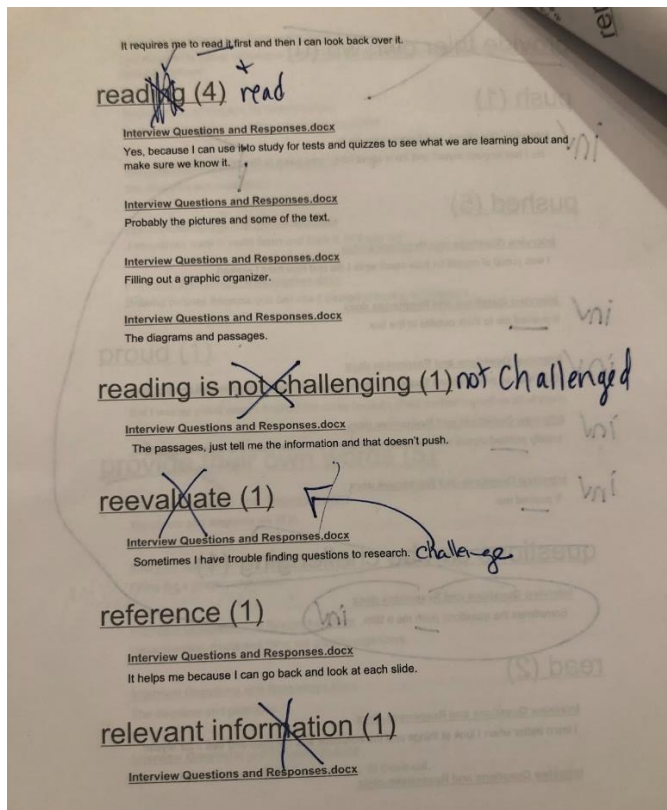 It requires me to read it first and then I can look back over it.
reading (4) + read
Interview Questions and Responses.docx
Yes, because I can use it to study for tests and quizzes to see what we are learning about and
make sure we know it.
Interview Questions and Responses.docx
Probably the pictures and some of the text.
Interview Questions and Responses.docx
Filling out a graphic organizer.
Interview Questions and Responses.docx
The diagrams and passages.
reading is not challenging (1) not challenged
Interview Questions and Responses.docx
The passages, just tell me the information and that doesn't push.
reevaluate (1)
Interview Questions and Responses.docx
Sometimes I have trouble finding questions to research. challenge
reference (1)
Interview Questions and Responses.docx
It helps me because I can go back and look at each slide.
relevant information (1)
Interview Questions and Responses.docx